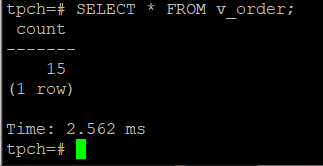 tpch=# SELECT * FROM v_order;
 count
-------
    15
(1 row)

Time: 2.562 ms
tpch=#